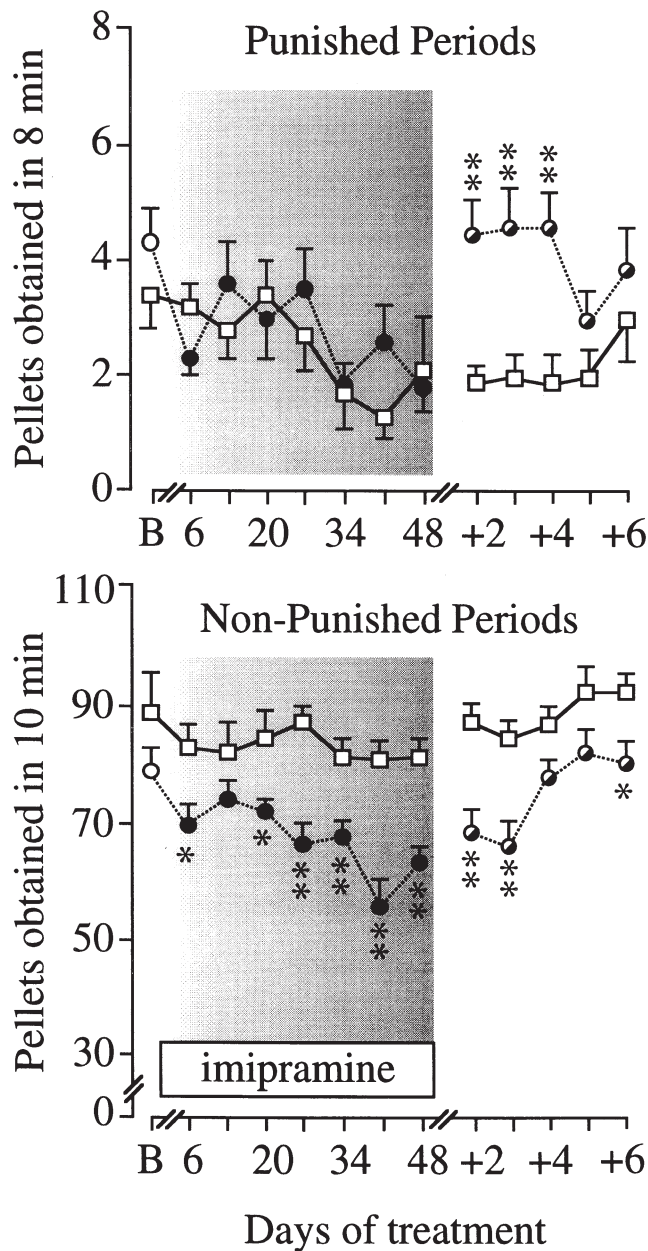 Punished Periods
Pellets obtained in 8 min
8
6
4
2
0
** ** **
B 6 20 34 48 +2 +4 +6
Non-Punished Periods
Pellets obtained in 10 min
110
90
70
50
30
0
* * ** ** ** ** ** ** *
imipramine
B 6 20 34 48 +2 +4 +6
Days of treatment